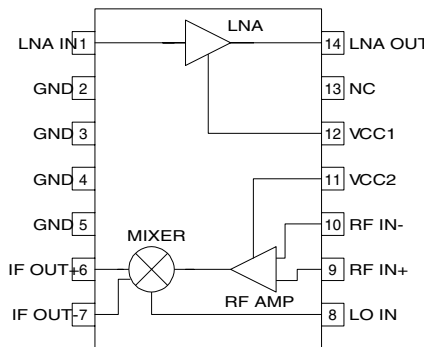 LNA IN 1
LNA
14 LNA OUT
GND 2
13 NC
GND 3
12 VCC1
GND 4
11 VCC2
GND 5
10 RF IN-
MIXER
IF OUT+ 6
9 RF IN+
RF AMP
IF OUT- 7
8 LO IN